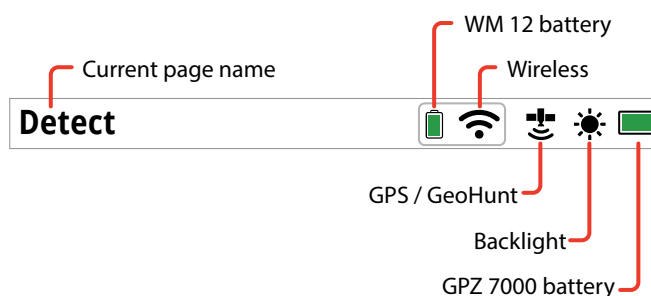 WM 12 battery
Current page name
Wireless
Detect
GPS / GeoHunt
Backlight
GPZ 7000 battery